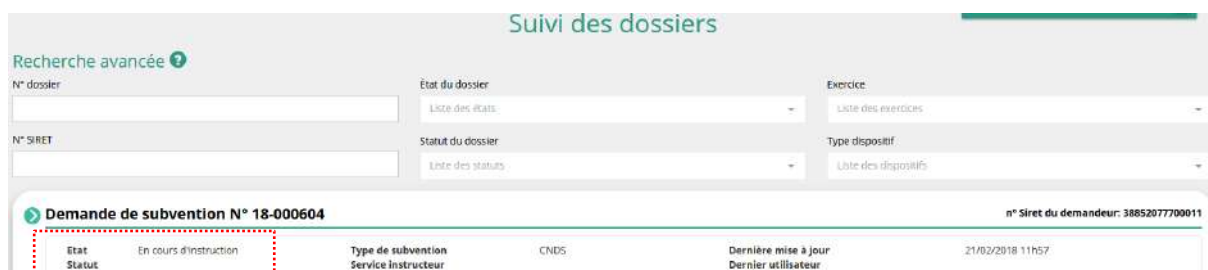 Suivi des dossiers
Recherche avancée ?
N° dossier État du dossier Exercice
Liste des états Liste des exercices
N° SIRET Statut du dossier Type dispositif
Liste des statuts Liste des dispositifs
Demande de subvention N° 18-000604 n° Siret du demandeur: 38852077700011
Etat En cours d'instruction Type de subvention CNDS Dernière mise à jour 21/02/2018 11h57
Statut Service instructeur Dernier utilisateur